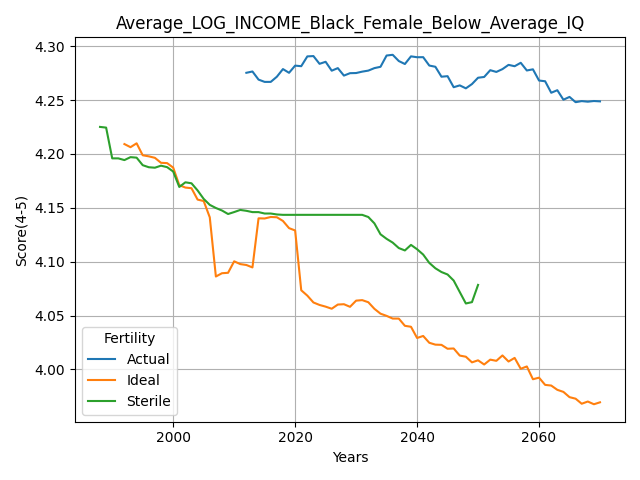 Average_LOG_INCOME_Black_Female_Below_Average_IQ
4.30
4.25
4.20
4.15
4.10
4.05
4.00
Score(4-5)
Fertility
Actual
Ideal
Sterile
2000 2020 2040 2060
Years